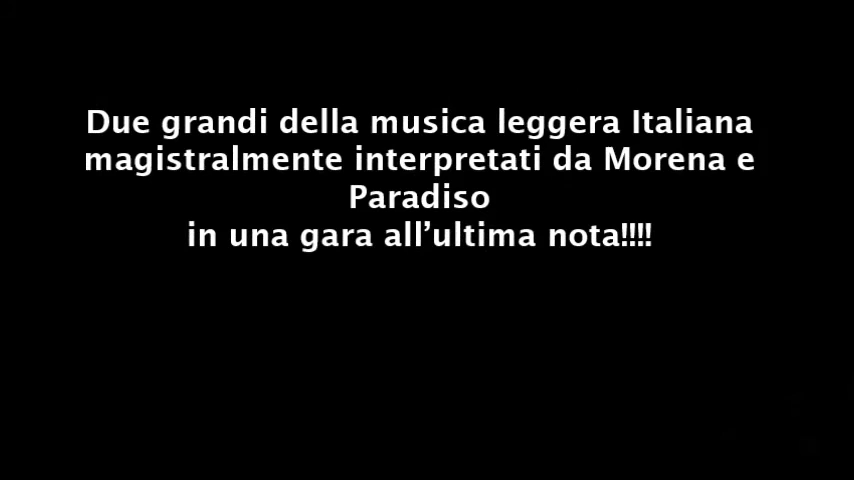 Due grandi della musica leggera Italiana
magistralmente interpretati da Morena e
Paradiso
in una gara all’ultima nota!!!!